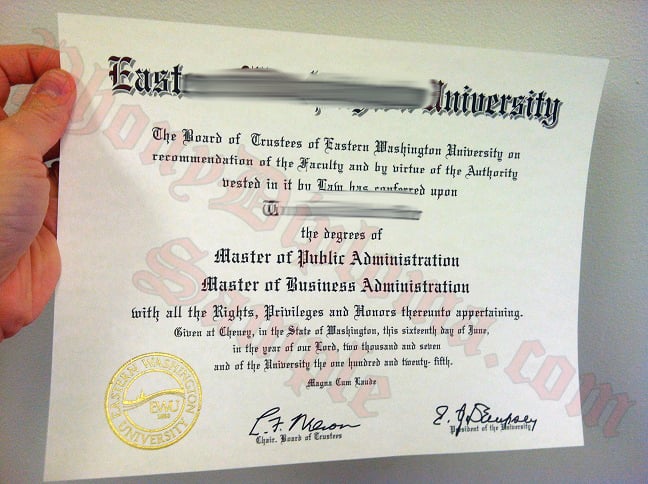 East University
The Board of Trustees of Eastern Washington University on
recommendation of the Faculty and by virtue of the Authority
vested in it by Law has conferred upon
the degrees of
Master of Public Administration
Master of Business Administration
with all the Rights, Privileges and Honors thereunto appertaining.
Given at Cheney, in the State of Washington, this sixteenth day of June,
in the year of our Lord, two thousand and seven
and of the University the one hundred and twenty-fifth.
Magna Cum Laude
EASTERN WASHINGTON
EWU
UNIVERSITY
Chair, Board of Trustees
President of the University
PhonyDiploma.com
Sample